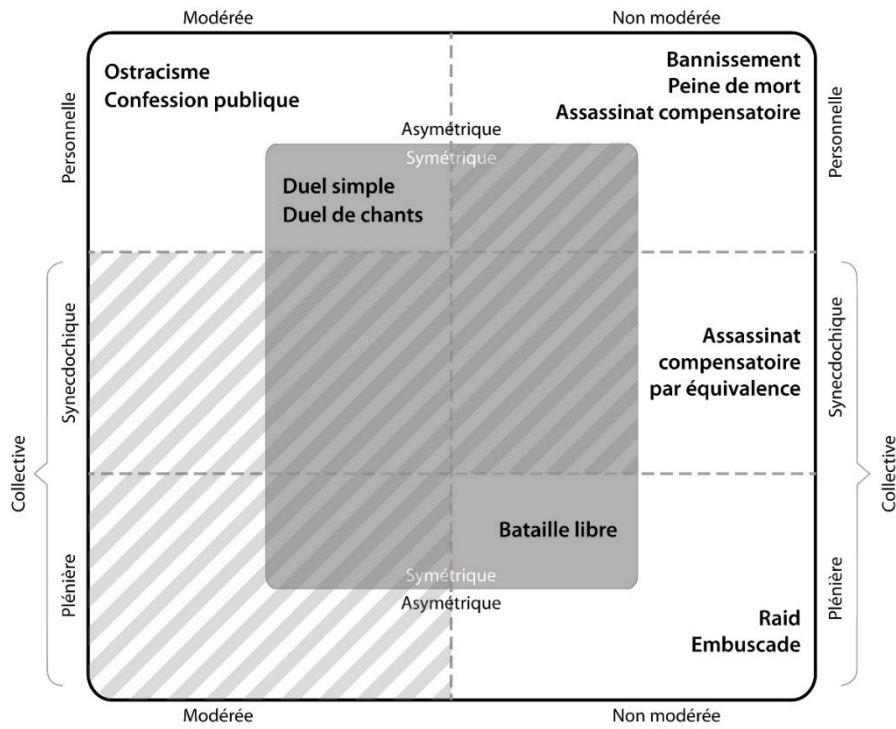 Modérée
Non modérée
Personnelle
Personnelle
Ostracisme
Confession publique
Bannissement
Peine de mort
Assassinat compensatoire
Asymétrique
Symétrique
Duel simple
Duel de chants
Collective
Synecdochique
Synecdochique
Collective
Assassinat
compensatoire
par équivalence
Plénière
Plénière
Bataille libre
Symétrique
Asymétrique
Raid
Embuscade
Modérée
Non modérée